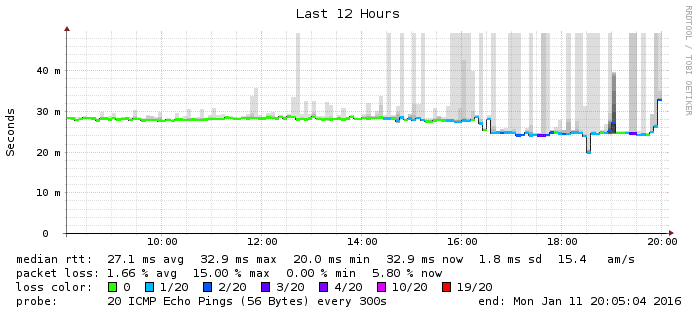 Last 12 Hours
RRDTOOL / TOBI OETIKER
Seconds
40 m
30 m
20 m
10 m
0
10:00 12:00 14:00 16:00 18:00 20:00
median rtt: 27.1 ms avg 32.9 ms max 20.0 ms min 32.9 ms now 1.8 ms sd 15.4 am/s
packet loss: 1.66 % avg 15.00 % max 0.00 % min 5.80 % now
loss color: 0 1/20 2/20 3/20 4/20 10/20 19/20
probe: 20 ICMP Echo Pings (56 Bytes) every 300s end: Mon Jan 11 20:05:04 2016